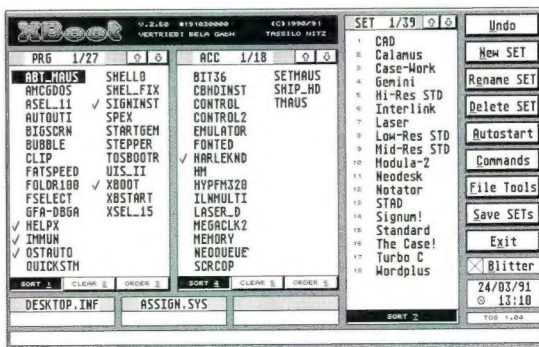 XBoot
V.2.50 #191030000 (C)1990/91
VERTRIEB: BELA GmbH TASSILO NITZ
PRG 1/27
ABT_MAUS SHELL0
AMCGDOS SHEL_FIX
ASEL_11 ✓ SIGNINST
AUTOUTI SPEX
BIGSCRN STARTGEM
BUBBLE STEPPER
CLIP TOSBOOTR
FATSPEED UIS_II
FOLDR100 ✓ XBOOT
FSELECT XBSTART
GFA-DBGA XSEL_15
✓ HELPX
✓ IMMUN
✓ OSTAUTO
QUICKSTM
SORT 1 CLEAR 2 ORDER 3
ACC 1/18
BIT36 SETMAUS
CBHDINST SHIP_HD
CONTROL TMAUS
CONTROL2
EMULATOR
FONTED
✓ HARLEKND
HM
HYPFM320
ILNMULTI
LASER_D
MEGACLK2
MEMORY
NEOQUEUE
SCRCOP
SORT 4 CLEAR 5 ORDER 6
DESKTOP.INF ASSIGN.SYS
SET 1/39
1 CAD
2 Calamus
3 Case-Work
4 Gemini
5 Hi-Res STD
6 Interlink
7 Laser
8 Low-Res STD
9 Mid-Res STD
10 Modula-2
11 Neodesk
12 Notator
13 STAD
14 Signum!
15 Standard
16 The Case!
17 Turbo C
18 Wordplus
SORT 7
Undo
New SET
Rename SET
Delete SET
Autostart
Commands
File Tools
Save SETs
Exit
Blitter
24/03/91
13:10
TOS 1.04